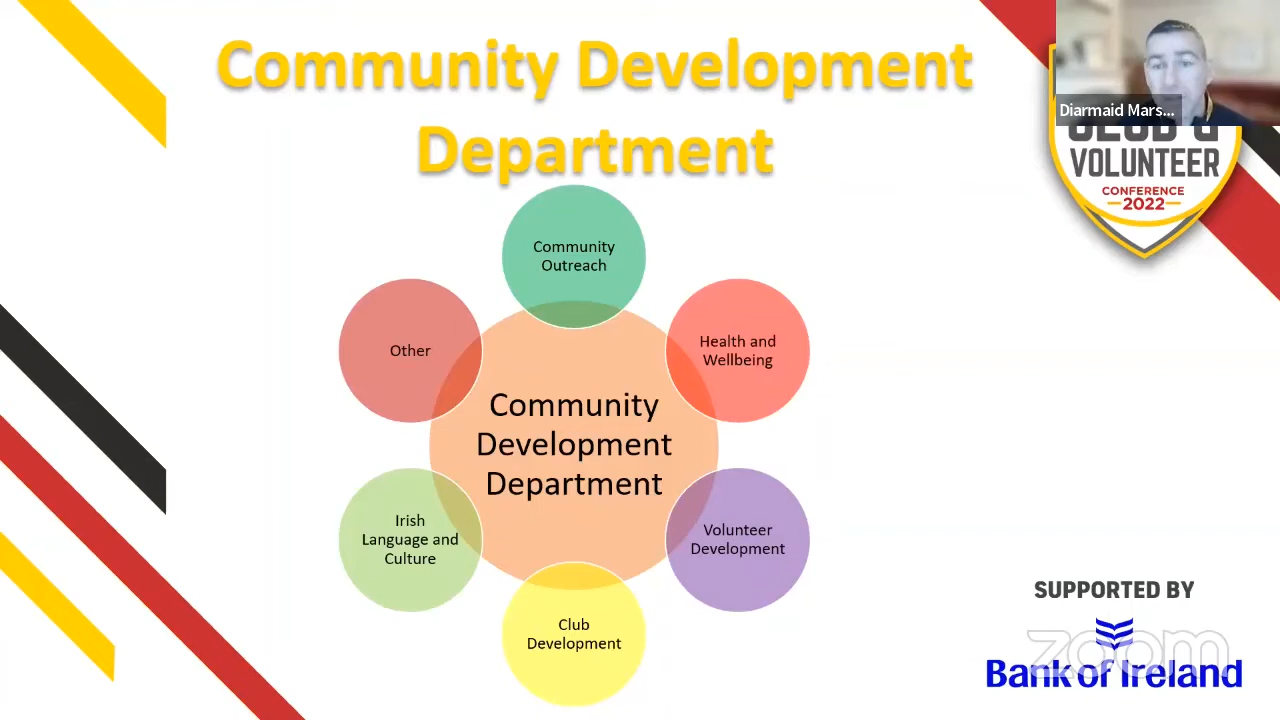 Community Development
Department
Diarmaid Mars...
VOLUNTEER
CONFERENCE
2022
Community
Outreach
Other
Health and
Wellbeing
Community
Development
Department
Irish
Language and
Culture
Volunteer
Development
Club
Development
SUPPORTED BY
zoom
Bank of Ireland